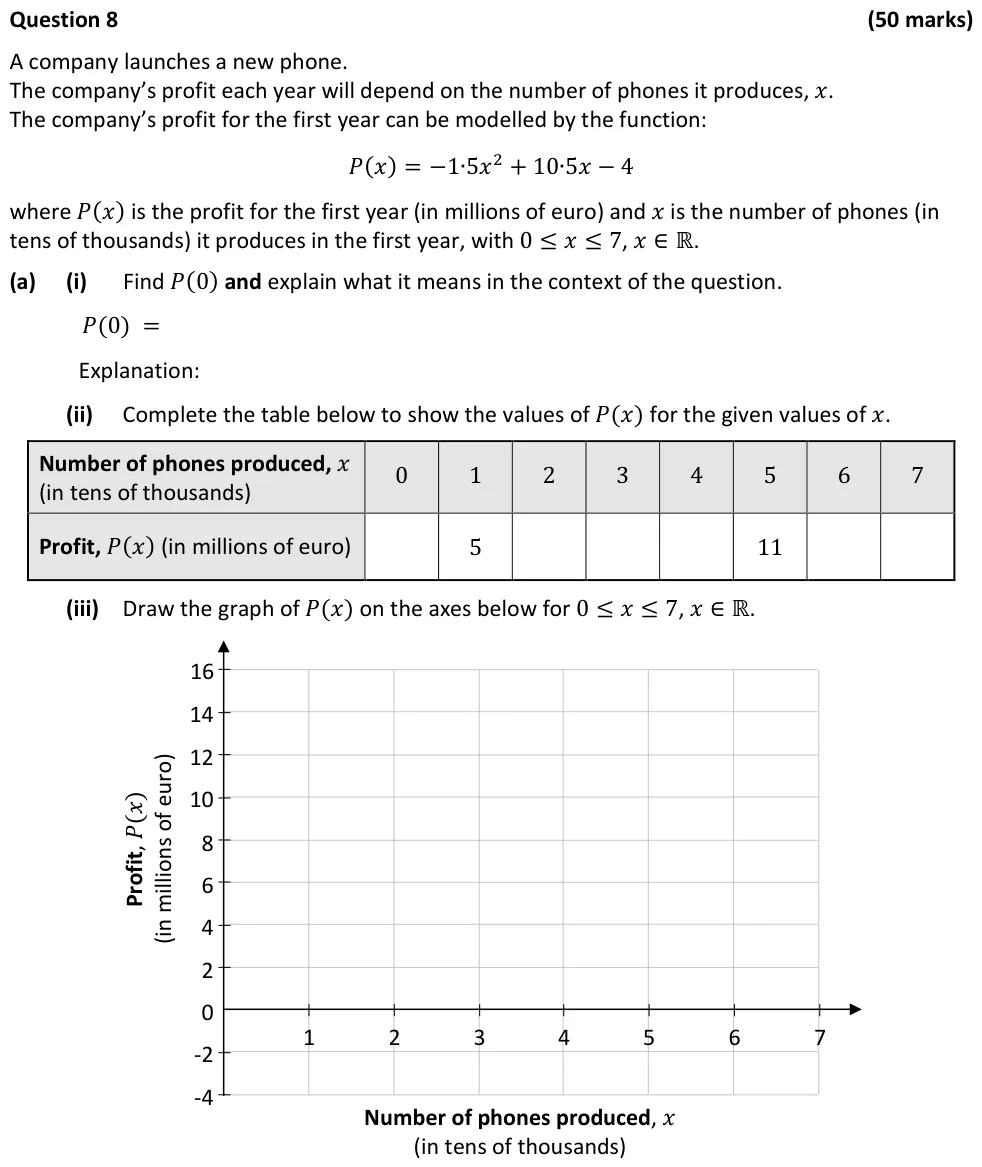 Question 8 (50 marks)
A company launches a new phone.
The company’s profit each year will depend on the number of phones it produces, x.
The company’s profit for the first year can be modelled by the function:
P(x) = −1·5x² + 10·5x − 4
where P(x) is the profit for the first year (in millions of euro) and x is the number of phones (in
tens of thousands) it produces in the first year, with 0 ≤ x ≤ 7, x ∈ ℝ.
(a) (i) Find P(0) and explain what it means in the context of the question.
P(0) =
Explanation:
(ii) Complete the table below to show the values of P(x) for the given values of x.
Number of phones produced, x
(in tens of thousands)
0 1 2 3 4 5 6 7
Profit, P(x) (in millions of euro) 5 11
(iii) Draw the graph of P(x) on the axes below for 0 ≤ x ≤ 7, x ∈ ℝ.
Profit, P(x)
(in millions of euro)
16
14
12
10
8
6
4
2
0
1 2 3 4 5 6 7
-2
-4
Number of phones produced, x
(in tens of thousands)